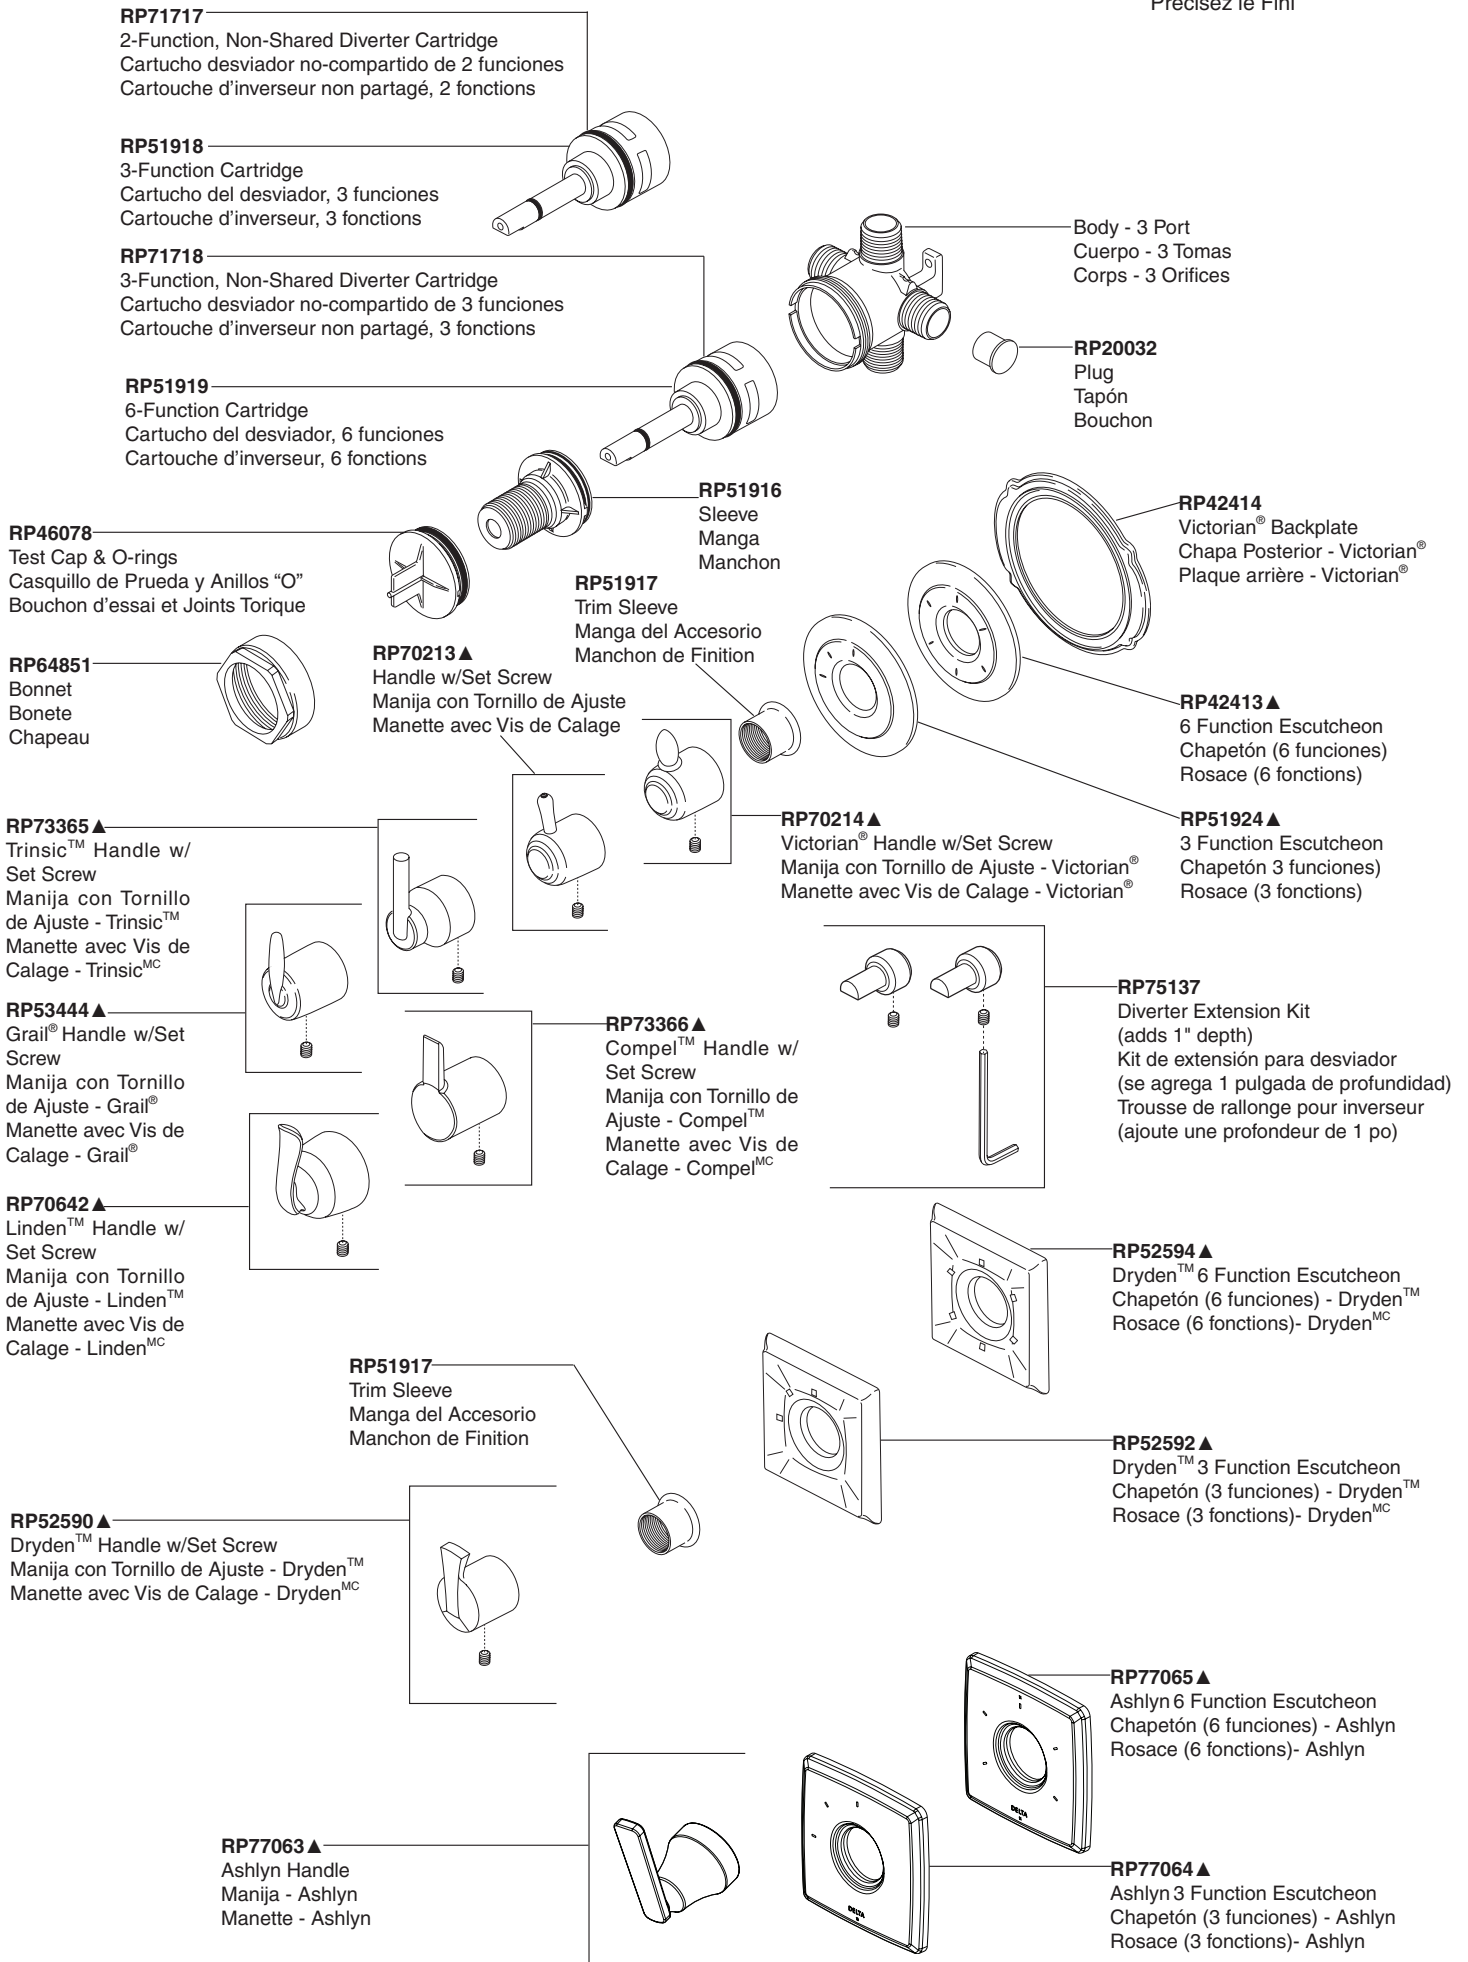 Précisez le Fini
RP71717
2-Function, Non-Shared Diverter Cartridge
Cartucho desviador no-compartido de 2 funciones
Cartouche d’inverseur non partagé, 2 fonctions
RP51918
3-Function Cartridge
Cartucho del desviador, 3 funciones
Cartouche d’inverseur, 3 fonctions
RP71718
3-Function, Non-Shared Diverter Cartridge
Cartucho desviador no-compartido de 3 funciones
Cartouche d’inverseur non partagé, 3 fonctions
RP51919
6-Function Cartridge
Cartucho del desviador, 6 funciones
Cartouche d’inverseur, 6 fonctions
Body - 3 Port
Cuerpo - 3 Tomas
Corps - 3 Orifices
RP20032
Plug
Tapón
Bouchon
RP51916
Sleeve
Manga
Manchon
RP42414
Victorian® Backplate
Chapa Posterior - Victorian®
Plaque arrière - Victorian®
RP46078
Test Cap & O-rings
Casquillo de Prueda y Anillos “O”
Bouchon d’essai et Joints Torique
RP51917
Trim Sleeve
Manga del Accesorio
Manchon de Finition
RP64851
Bonnet
Bonete
Chapeau
RP70213▲
Handle w/Set Screw
Manija con Tornillo de Ajuste
Manette avec Vis de Calage
RP42413▲
6 Function Escutcheon
Chapetón (6 funciones)
Rosace (6 fonctions)
RP73365▲
Trinsic™ Handle w/
Set Screw
Manija con Tornillo
de Ajuste - Trinsic™
Manette avec Vis de
Calage - TrinsicMC
RP70214▲
Victorian® Handle w/Set Screw
Manija con Tornillo de Ajuste - Victorian®
Manette avec Vis de Calage - Victorian®
RP51924▲
3 Function Escutcheon
Chapetón 3 funciones)
Rosace (3 fonctions)
RP53444▲
Grail® Handle w/Set
Screw
Manija con Tornillo
de Ajuste - Grail®
Manette avec Vis de
Calage - Grail®
RP73366▲
Compel™ Handle w/
Set Screw
Manija con Tornillo de
Ajuste - Compel™
Manette avec Vis de
Calage - CompelMC
RP75137
Diverter Extension Kit
(adds 1" depth)
Kit de extensión para desviador
(se agrega 1 pulgada de profundidad)
Trousse de rallonge pour inverseur
(ajoute une profondeur de 1 po)
RP70642▲
Linden™ Handle w/
Set Screw
Manija con Tornillo
de Ajuste - Linden™
Manette avec Vis de
Calage - LindenMC
RP52594▲
Dryden™ 6 Function Escutcheon
Chapetón (6 funciones) - Dryden™
Rosace (6 fonctions)- DrydenMC
RP51917
Trim Sleeve
Manga del Accesorio
Manchon de Finition
RP52592▲
Dryden™ 3 Function Escutcheon
Chapetón (3 funciones) - Dryden™
Rosace (3 fonctions)- DrydenMC
RP52590▲
Dryden™ Handle w/Set Screw
Manija con Tornillo de Ajuste - Dryden™
Manette avec Vis de Calage - DrydenMC
RP77065▲
Ashlyn 6 Function Escutcheon
Chapetón (6 funciones) - Ashlyn
Rosace (6 fonctions)- Ashlyn
DELTA
RP77063▲
Ashlyn Handle
Manija - Ashlyn
Manette - Ashlyn
RP77064▲
Ashlyn 3 Function Escutcheon
Chapetón (3 funciones) - Ashlyn
Rosace (3 fonctions)- Ashlyn
DELTA